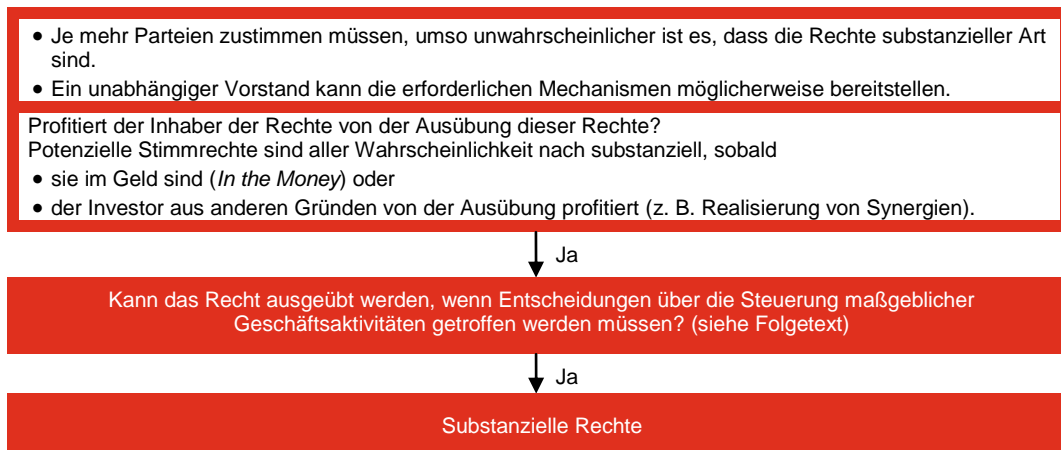 ● Je mehr Parteien zustimmen müssen, umso unwahrscheinlicher ist es, dass die Rechte substanzieller Art
sind.
● Ein unabhängiger Vorstand kann die erforderlichen Mechanismen möglicherweise bereitstellen.
Profitiert der Inhaber der Rechte von der Ausübung dieser Rechte?
Potenzielle Stimmrechte sind aller Wahrscheinlichkeit nach substanziell, sobald
● sie im Geld sind (In the Money) oder
● der Investor aus anderen Gründen von der Ausübung profitiert (z. B. Realisierung von Synergien).
Ja
Kann das Recht ausgeübt werden, wenn Entscheidungen über die Steuerung maßgeblicher
Geschäftsaktivitäten getroffen werden müssen? (siehe Folgetext)
Ja
Substanzielle Rechte